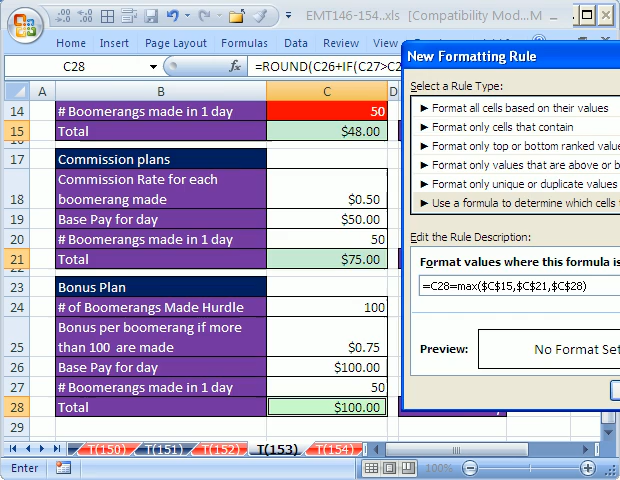 EMT146-154..xls [Compatibility Mod...M
Home Insert Page Layout Formulas Data Review
C28 fx =ROUND(C26+IF(C27>C2
A B C D
14 # Boomerangs made in 1 day 50
15 Total $48.00
16
17 Commission plans
18 Commission Rate for each boomerang made $0.50
19 Base Pay for day $50.00
20 # Boomerangs made in 1 day 50
21 Total $75.00
22
23 Bonus Plan
24 # of Boomerangs Made Hurdle 100
25 Bonus per boomerang if more than 100 are made $0.75
26 Base Pay for day $100.00
27 # Boomerangs made in 1 day 50
28 Total $100.00
29
T(150) T(151) T(152) T(153) T(154)
Enter 100%
New Formatting Rule
Select a Rule Type:
► Format all cells based on their values
► Format only cells that contain
► Format only top or bottom ranked value
► Format only values that are above or b
► Format only unique or duplicate values
► Use a formula to determine which cells
Edit the Rule Description:
Format values where this formula is
=C28=max($C$15,$C$21,$C$28)
Preview: No Format Set